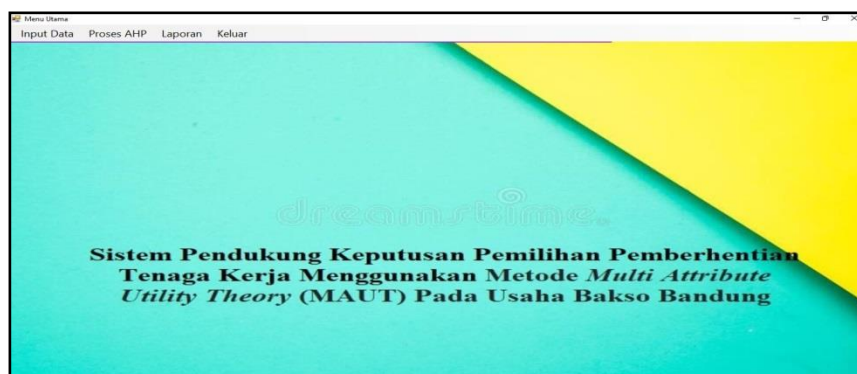 Menu Utama
Input Data Proses AHP Laporan Keluar
dreamstime.
Sistem Pendukung Keputusan Pemilihan Pemberhentian
Tenaga Kerja Menggunakan Metode Multi Attribute
Utility Theory (MAUT) Pada Usaha Bakso Bandung